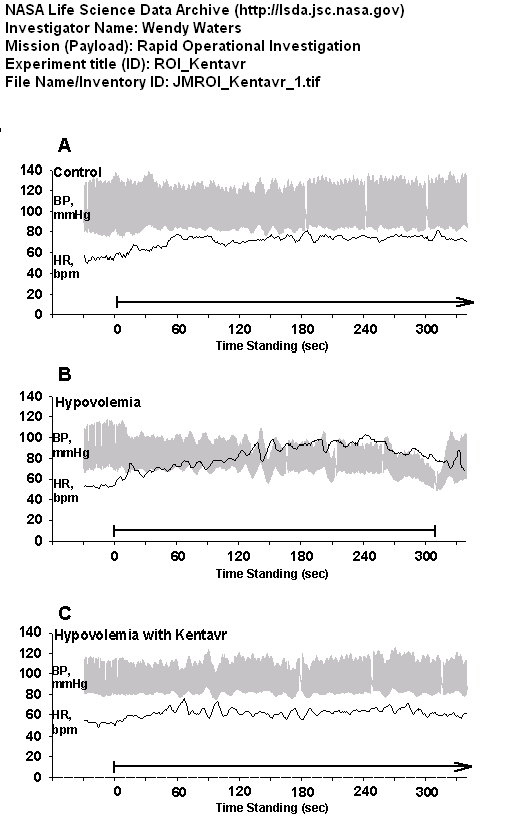 NASA Life Science Data Archive (http://lsda.jsc.nasa.gov)
Investigator Name: Wendy Waters
Mission (Payload): Rapid Operational Investigation
Experiment title (ID): ROI_Kentavr
File Name/Inventory ID: JMROI_Kentavr_1.tif
A
Control
BP,
mmHg
HR,
bpm
140
120
100
80
60
40
20
0
0 60 120 180 240 300
Time Standing (sec)
B
Hypovolemia
BP,
mmHg
HR,
bpm
140
120
100
80
60
40
20
0
0 60 120 180 240 300
Time Standing (sec)
C
Hypovolemia with Kentavr
BP,
mmHg
HR,
bpm
140
120
100
80
60
40
20
0
0 60 120 180 240 300
Time Standing (sec)